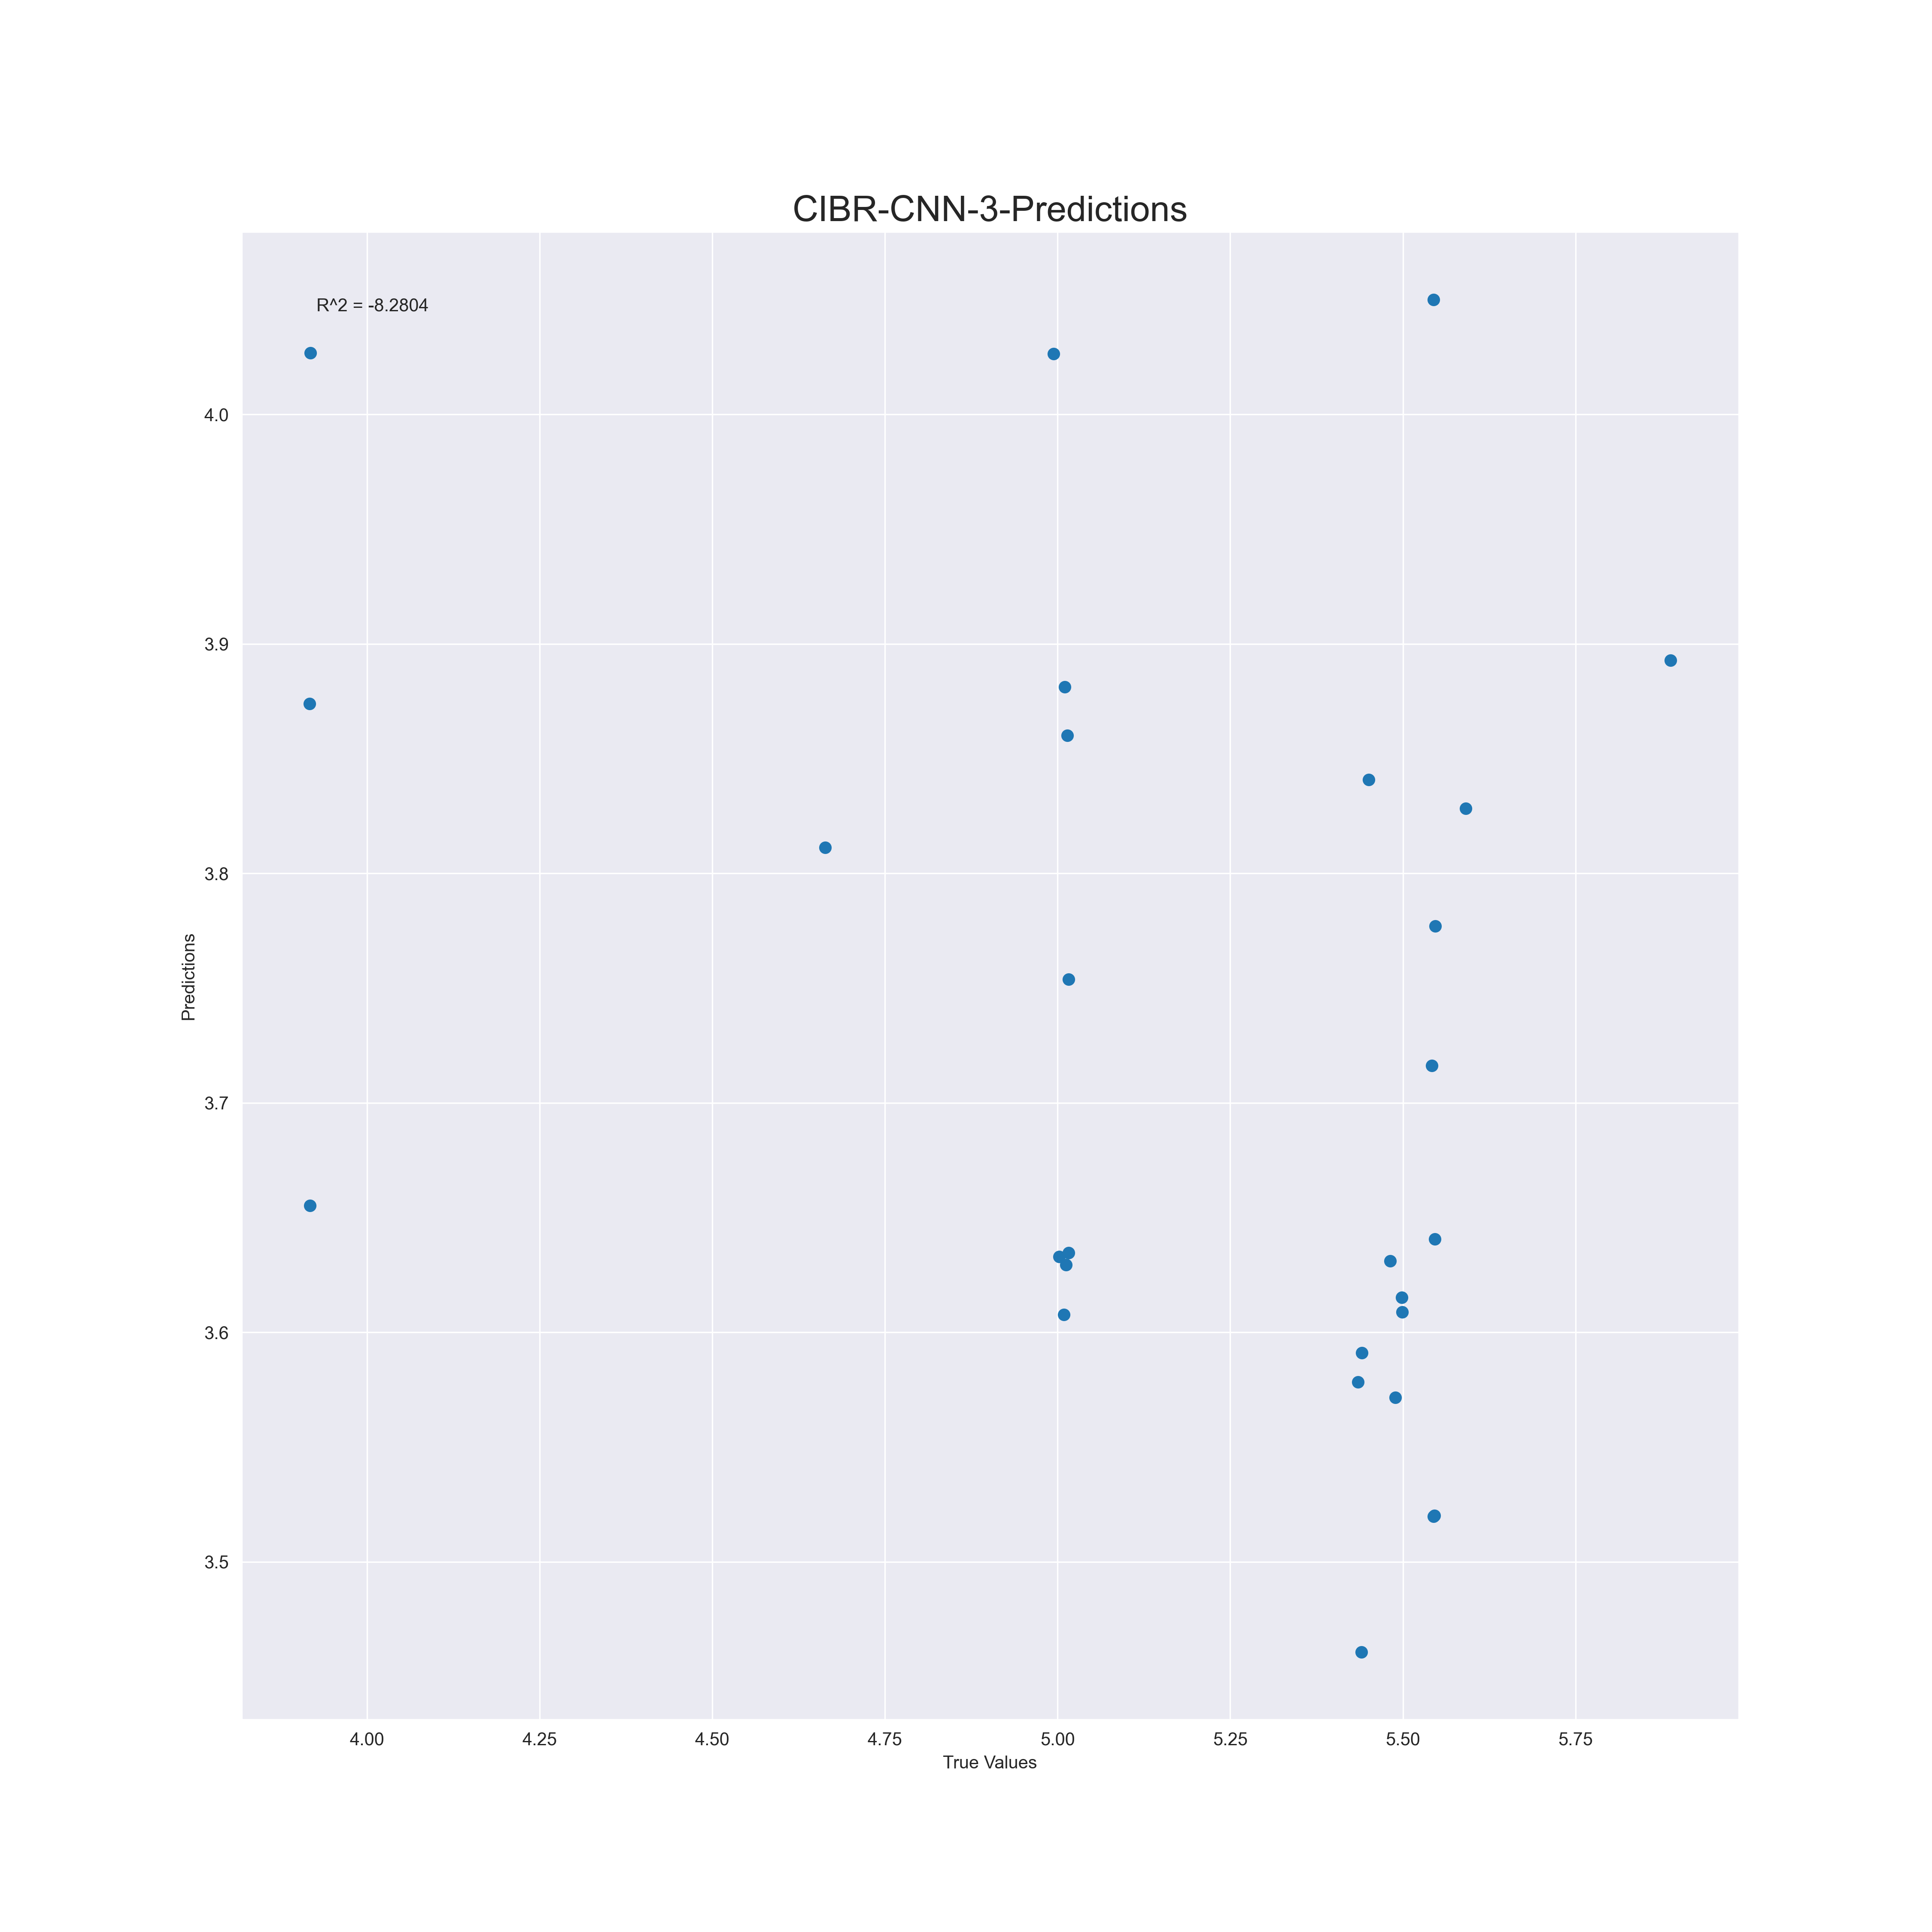 CIBR-CNN-3-Predictions
R^2 = -8.2804
4.0
3.9
3.8
3.7
3.6
3.5
Predictions
4.00 4.25 4.50 4.75 5.00 5.25 5.50 5.75
True Values